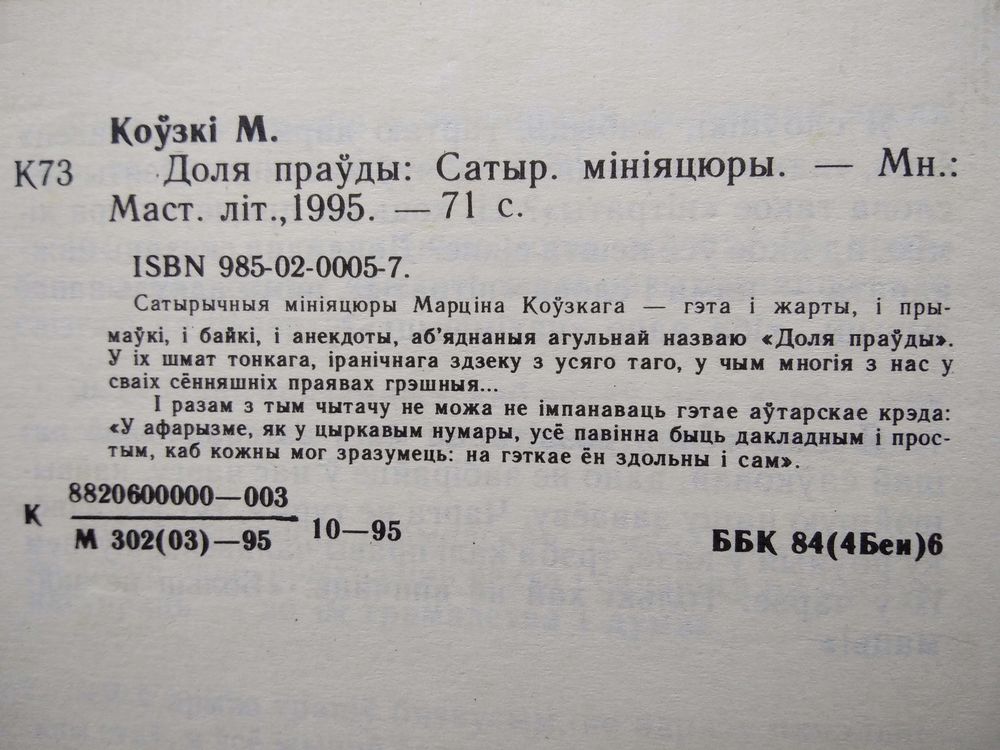 Коўзкі М.
К73 Доля праўды: Сатыр. мініяцюры. — Мн.:
Маст. літ.,1995. — 71 с.
ISBN 985-02-0005-7.
Сатырычныя мініяцюры Марціна Коўзкага — гэта і жарты, і пры-
маўкі, і байкі, і анекдоты, аб’яднаныя агульнай назваю «Доля праўды».
У іх шмат тонкага, іранічнага здзеку з усяго таго, у чым многія з нас у
сваіх сённяшніх праявах грэшныя...
І разам з тым чытачу не можа не імпанаваць гэтае аўтарскае крэда:
«У афарызме, як у цыркавым нумары, усё павінна быць дакладным і прос-
тым, каб кожны мог зразумець: на гэткае ён здольны і сам».
К 8820600000—003
М 302(03)—95 10—95
ББК 84(4Беи)6